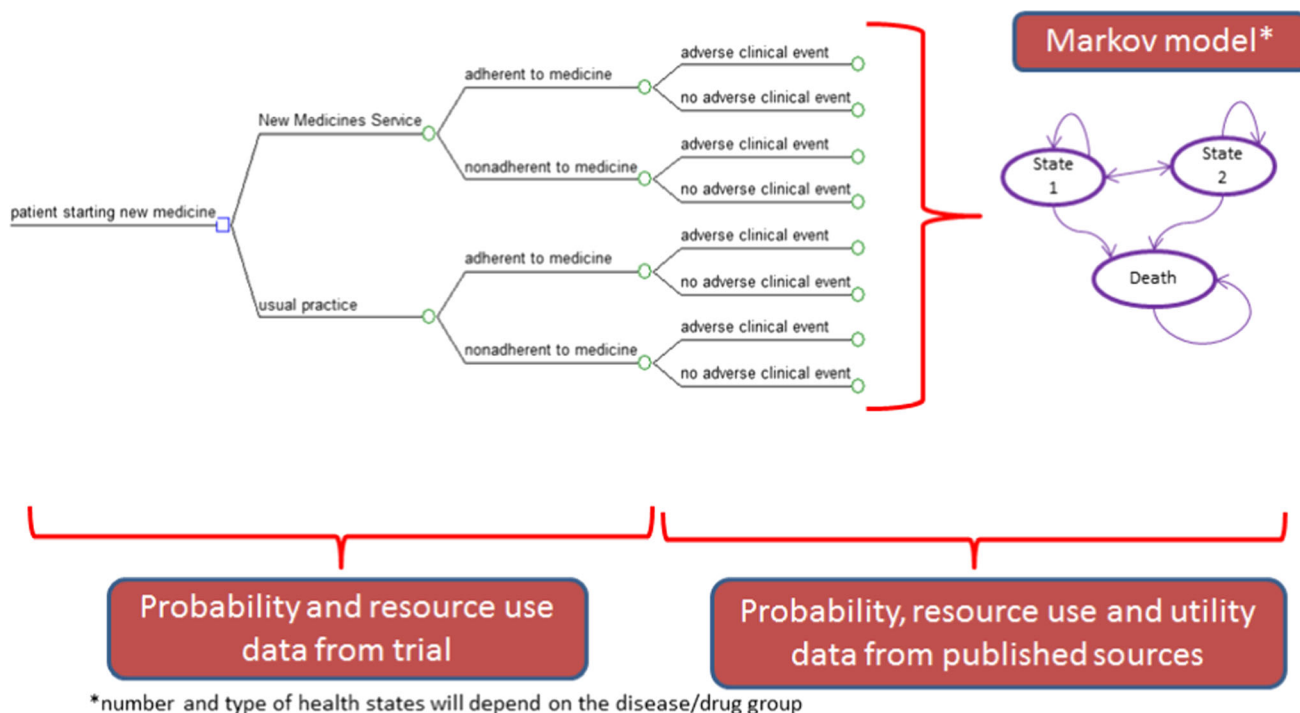 Markov model*
adverse clinical event
adherent to medicine
no adverse clinical event
New Medicines Service
adverse clinical event
nonadherent to medicine
no adverse clinical event
patient starting new medicine
adverse clinical event
adherent to medicine
no adverse clinical event
usual practice
adverse clinical event
nonadherent to medicine
no adverse clinical event
State
1
State
2
Death
Probability and resource use
data from trial
Probability, resource use and utility
data from published sources
*number and type of health states will depend on the disease/drug group